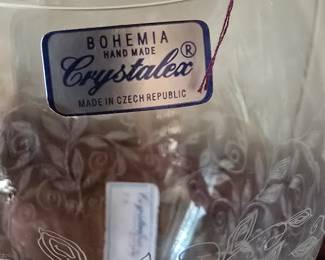 BOHEMIA
HAND MADE
Crystalex®
MADE IN CZECH REPUBLIC